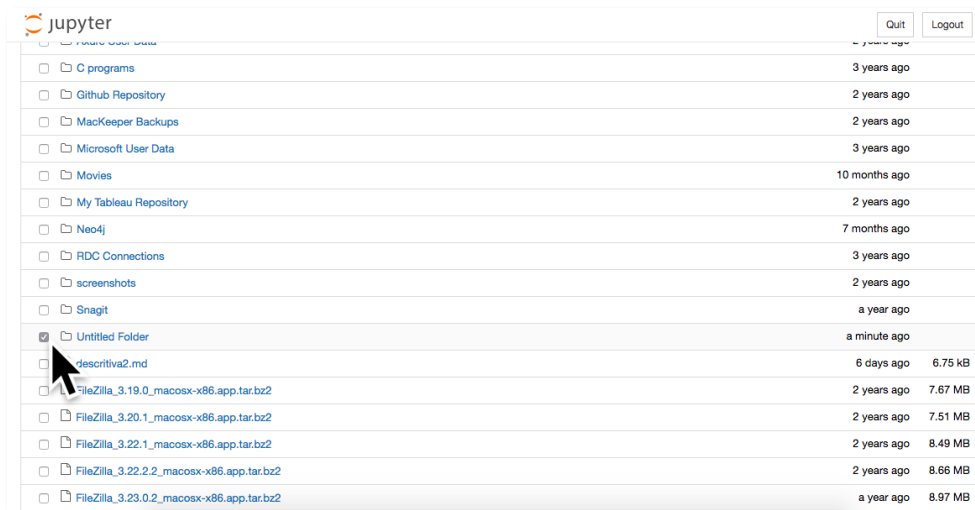 jupyter Quit Logout
Axure User Data 2 years ago
C programs 3 years ago
Github Repository 2 years ago
MacKeeper Backups 2 years ago
Microsoft User Data 3 years ago
Movies 10 months ago
My Tableau Repository 2 years ago
Neo4j 7 months ago
RDC Connections 3 years ago
screenshots 2 years ago
Snagit a year ago
Untitled Folder a minute ago
descritiva2.md 6 days ago 6.75 kB
FileZilla_3.19.0_macosx-x86.app.tar.bz2 2 years ago 7.67 MB
FileZilla_3.20.1_macosx-x86.app.tar.bz2 2 years ago 7.51 MB
FileZilla_3.22.1_macosx-x86.app.tar.bz2 2 years ago 8.49 MB
FileZilla_3.22.2.2_macosx-x86.app.tar.bz2 2 years ago 8.66 MB
FileZilla_3.23.0.2_macosx-x86.app.tar.bz2 a year ago 8.97 MB